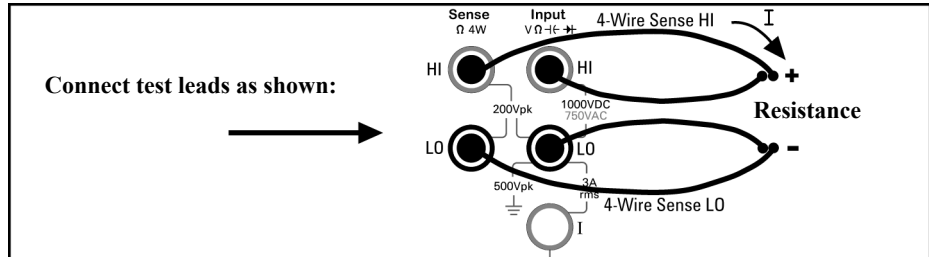 Sense Input 4-Wire Sense HI I
Ω 4W V Ω ⊣⊢ ➔|
HI HI +
Connect test leads as shown:
200Vpk 1000VDC
750VAC
Resistance
LO LO -
500Vpk 3A
rms
4-Wire Sense LO
I